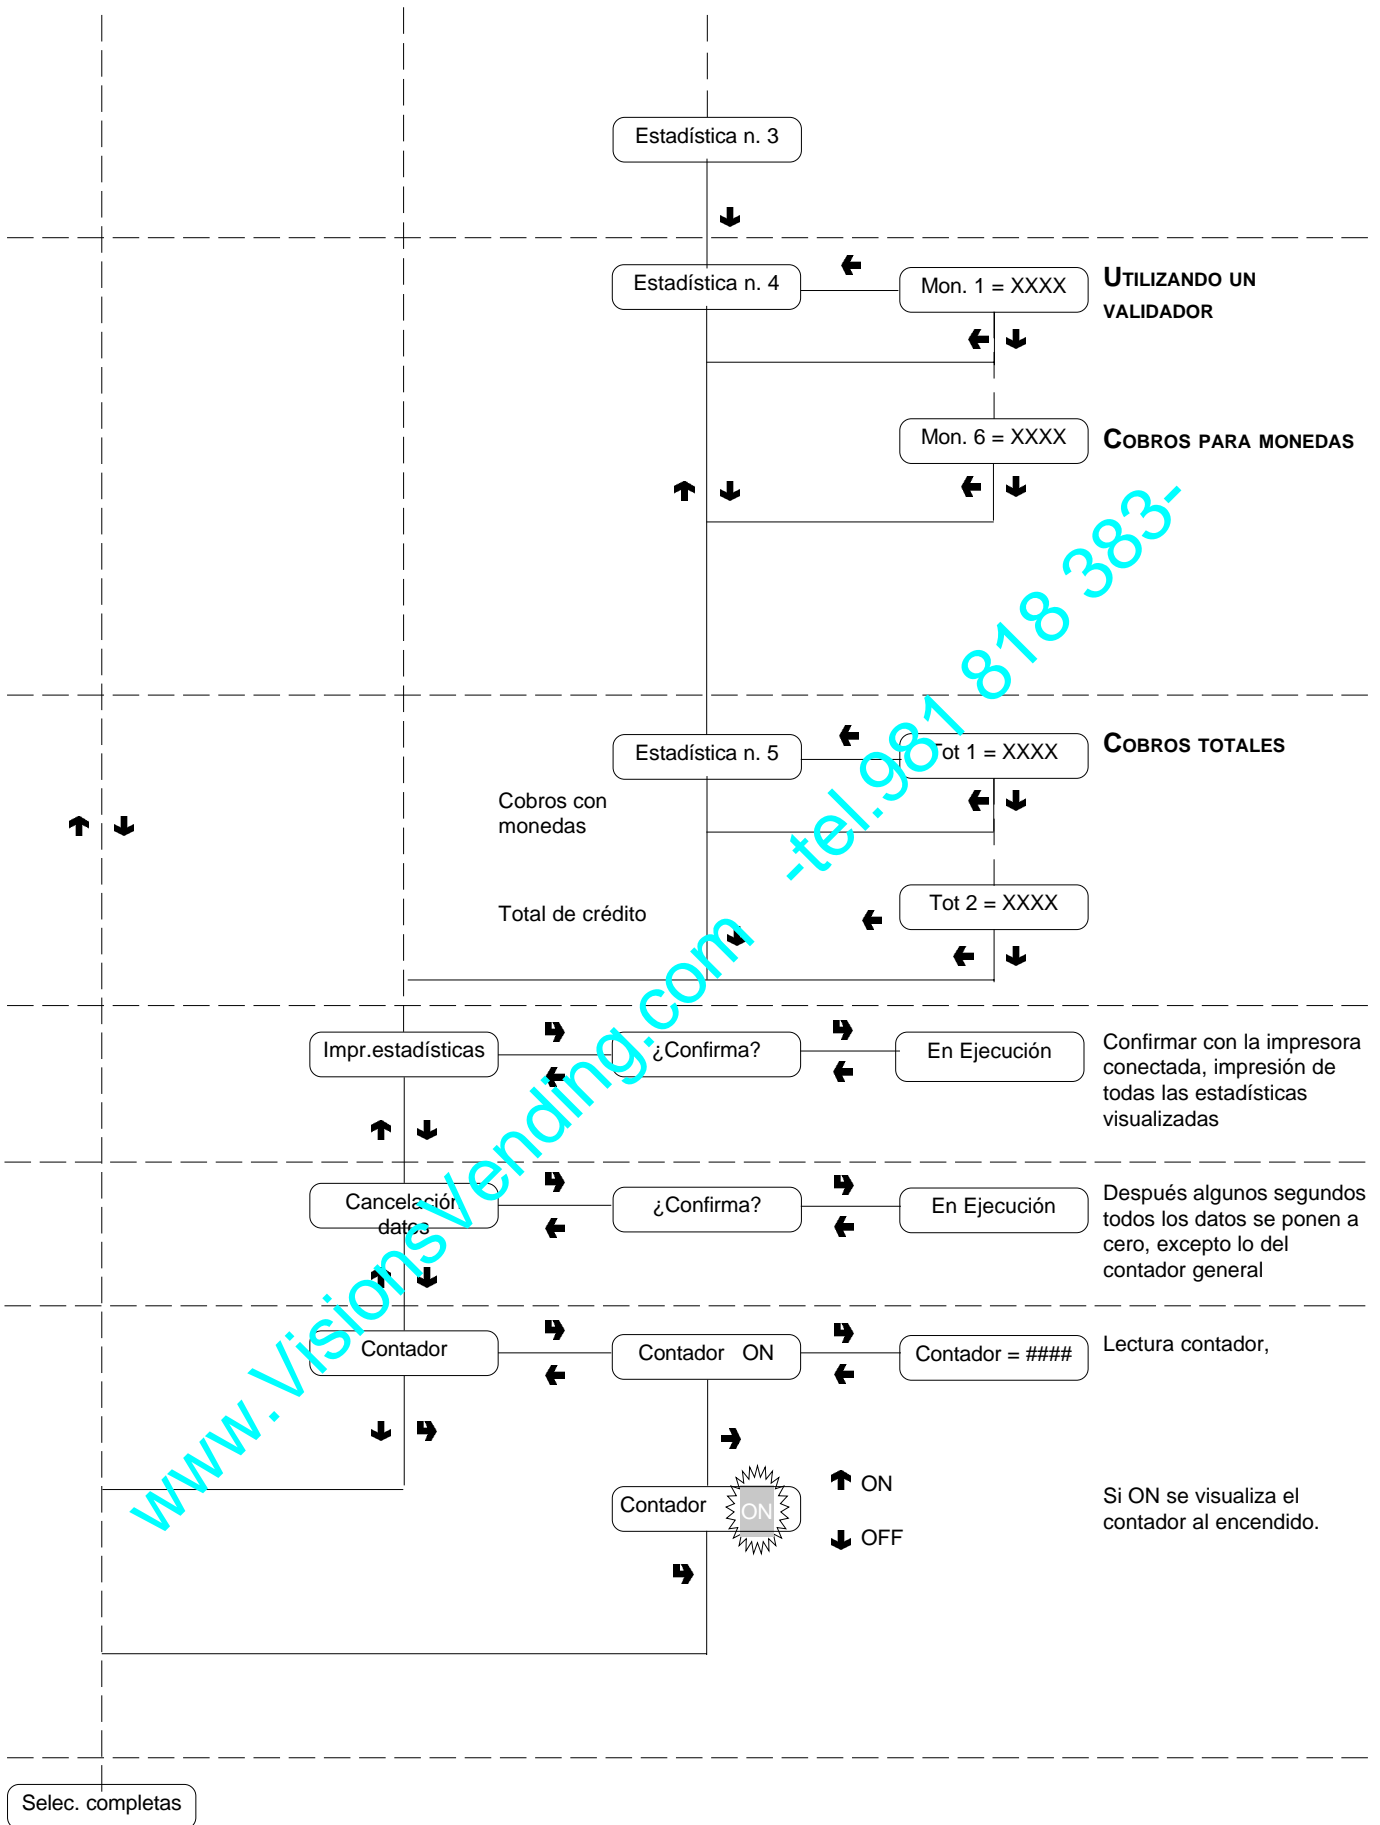 Estadística n. 3
Estadística n. 4
Mon. 1 = XXXX
UTILIZANDO UN
VALIDADOR
Mon. 6 = XXXX
COBROS PARA MONEDAS
Estadística n. 5
Tot 1 = XXXX
COBROS TOTALES
Cobros con
monedas
Total de crédito
Tot 2 = XXXX
Impr.estadísticas
¿Confirma?
En Ejecución
Confirmar con la impresora
conectada, impresión de
todas las estadísticas
visualizadas
Cancelación
datos
¿Confirma?
En Ejecución
Después algunos segundos
todos los datos se ponen a
cero, excepto lo del
contador general
Contador
Contador ON
Contador = ####
Lectura contador,
Contador ON
ON
OFF
Si ON se visualiza el
contador al encendido.
Selec. completas
www.VisionsVending.com -tel.981 818 383-